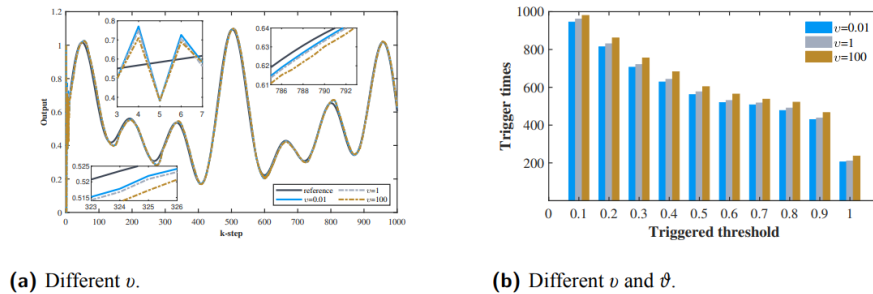 1.2
1
0.8
0.6
0.4
0.2
0
Output
0 100 200 300 400 500 600 700 800 900 1000
k-step
0.8
0.7
0.6
0.5
0.4
3 4 5 6 7
0.64
0.63
0.62
0.61
786 788 790 792
0.525
0.52
0.515
323 324 325 326
reference
υ=0.01
υ=1
υ=100
(a) Different υ.
1000
800
600
400
200
Trigger times
0 0.1 0.2 0.3 0.4 0.5 0.6 0.7 0.8 0.9 1
Triggered threshold
υ=0.01
υ=1
υ=100
(b) Different υ and ϑ.